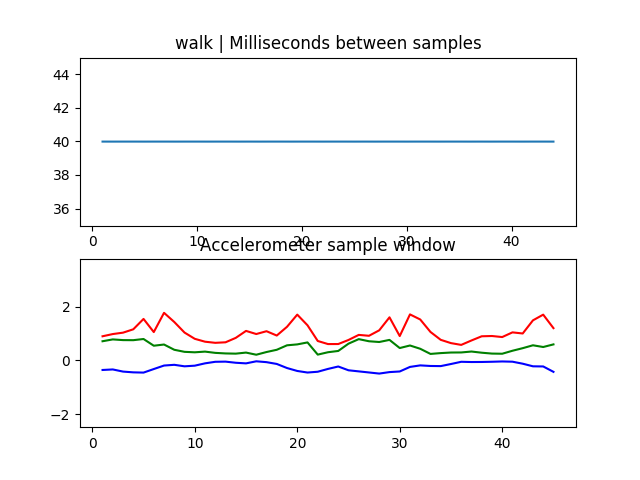 walk | Milliseconds between samples
44
42
40
38
36
0 10 20 30 40
Accelerometer sample window
2
0
−2
0 10 20 30 40